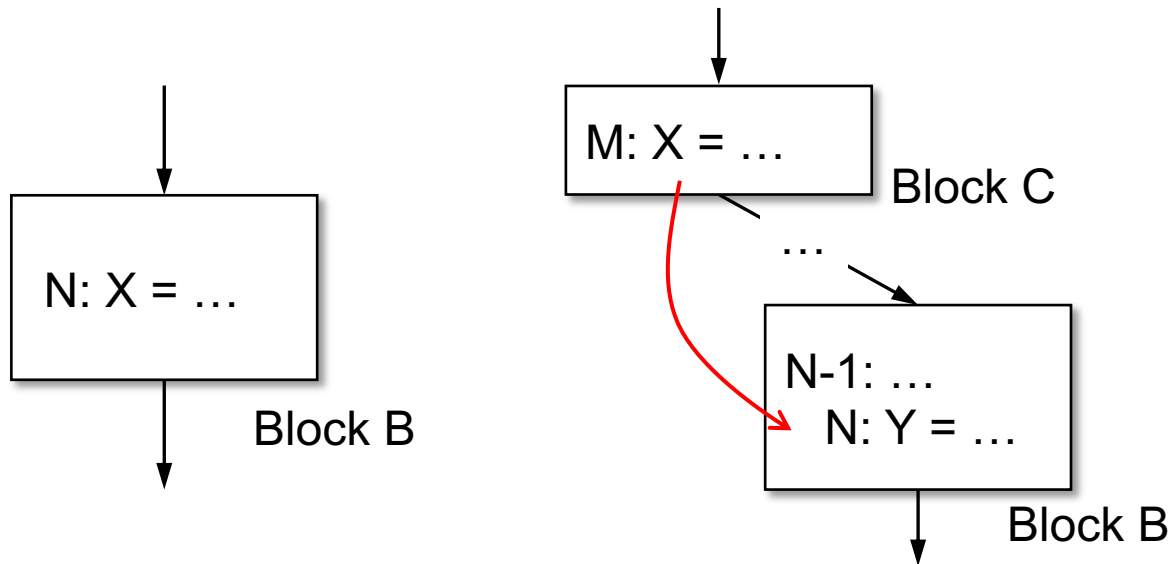 N: X = …
Block B
M: X = …
Block C
…
N-1: …
N: Y = …
Block B